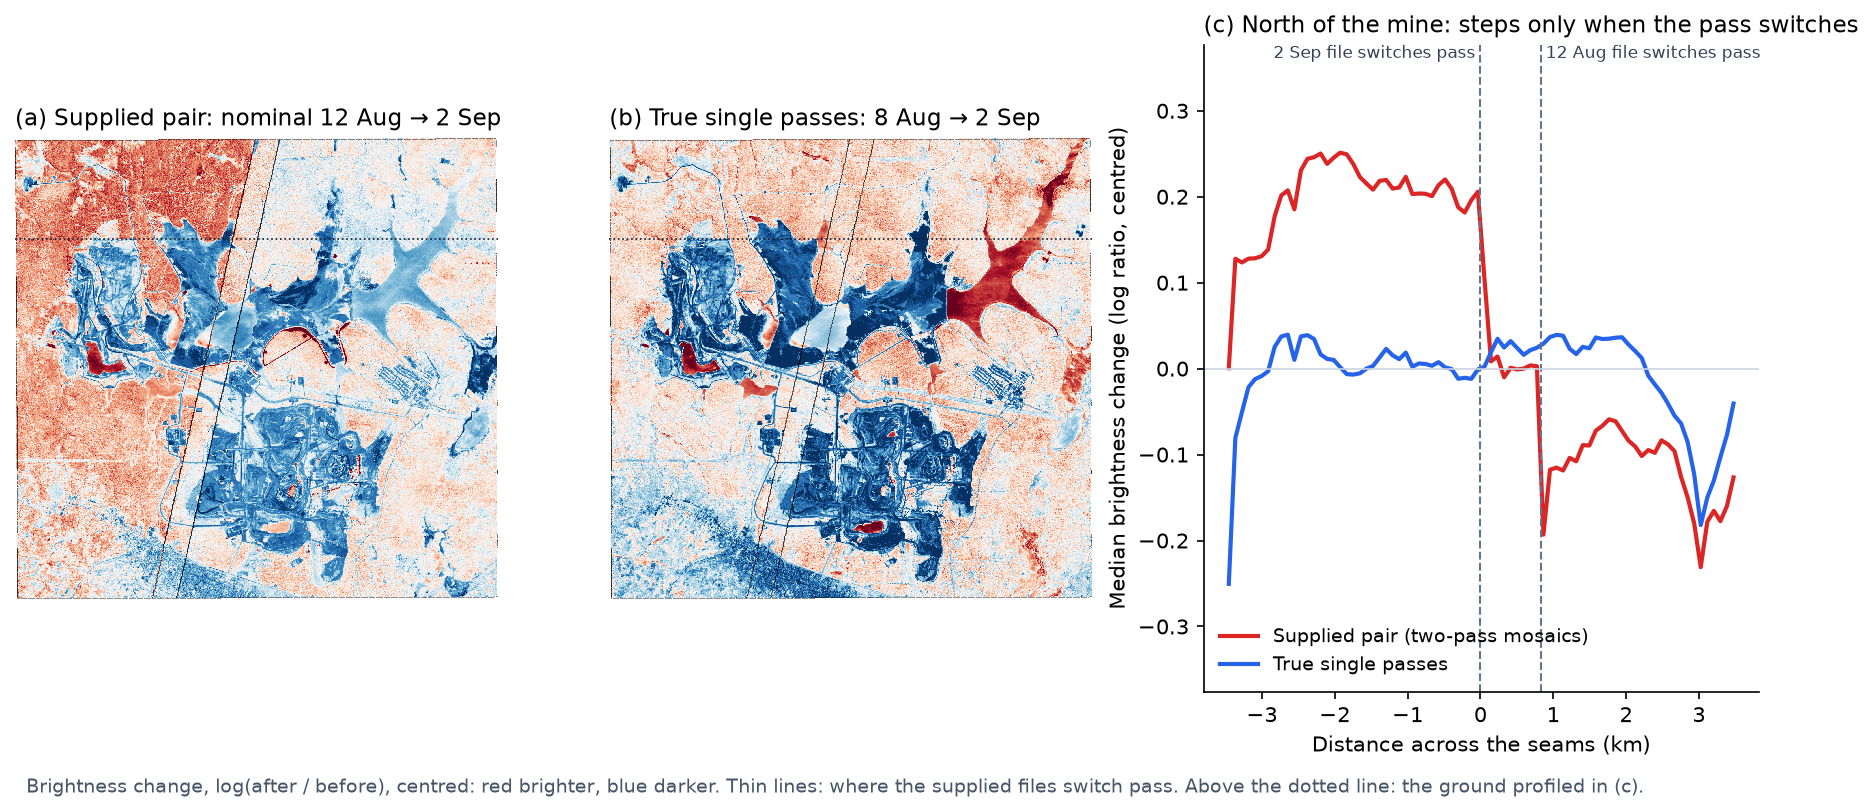 (a) Supplied pair: nominal 12 Aug → 2 Sep
(b) True single passes: 8 Aug → 2 Sep
(c) North of the mine: steps only when the pass switches
2 Sep file switches pass
12 Aug file switches pass
Median brightness change (log ratio, centred)
0.3
0.2
0.1
0.0
−0.1
−0.2
−0.3
Supplied pair (two-pass mosaics)
True single passes
−3
−2
−1
0
1
2
3
Distance across the seams (km)
Brightness change, log(after / before), centred: red brighter, blue darker. Thin lines: where the supplied files switch pass. Above the dotted line: the ground profiled in (c).